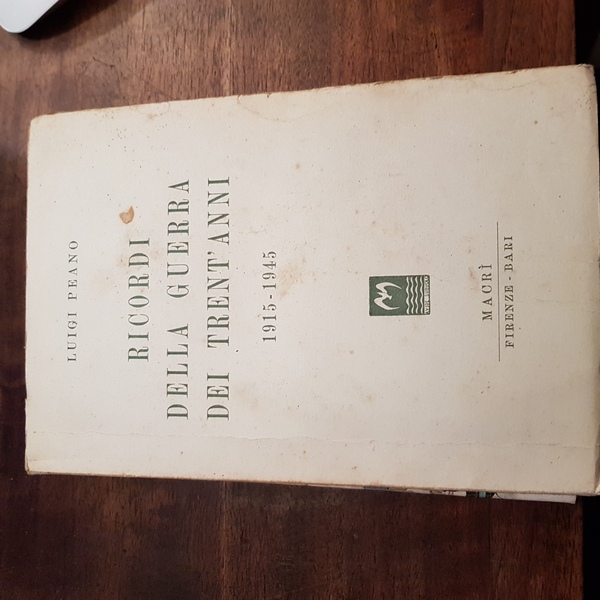 LUIGI PEANO
RICORDI
DELLA GUERRA
DEI TRENT'ANNI
1915-1945
MACRÌ
FIRENZE - BARI